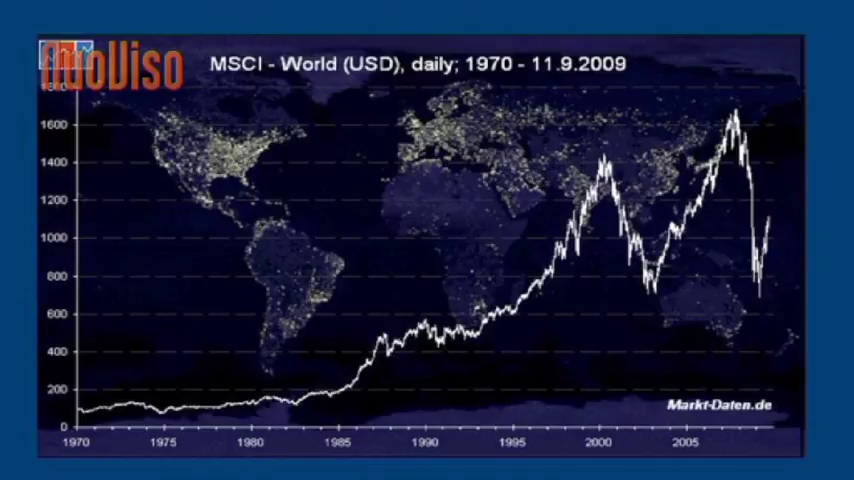 NuoViso
MSCI - World (USD), daily; 1970 - 11.9.2009
1800
1600
1400
1200
1000
800
600
400
200
0
Markt-Daten.de
1970 1975 1980 1985 1990 1995 2000 2005